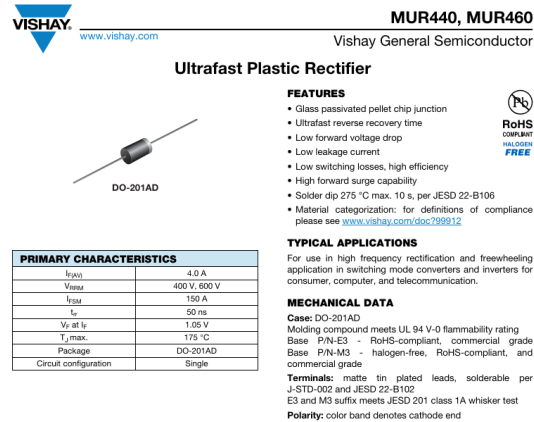 VISHAY.
www.vishay.com
MUR440, MUR460
Vishay General Semiconductor
Ultrafast Plastic Rectifier
DO-201AD
FEATURES
• Glass passivated pellet chip junction
• Ultrafast reverse recovery time
• Low forward voltage drop
• Low leakage current
• Low switching losses, high efficiency
• High forward surge capability
• Solder dip 275 °C max. 10 s, per JESD 22-B106
• Material categorization: for definitions of compliance
please see www.vishay.com/doc?99912
Pb
RoHS
COMPLIANT
HALOGEN
FREE
TYPICAL APPLICATIONS
For use in high frequency rectification and freewheeling
application in switching mode converters and inverters for
consumer, computer, and telecommunication.
PRIMARY CHARACTERISTICS
IF(AV) 4.0 A
VRRM 400 V, 600 V
IFSM 150 A
trr 50 ns
VF at IF 1.05 V
TJ max. 175 °C
Package DO-201AD
Circuit configuration Single
MECHANICAL DATA
Case: DO-201AD
Molding compound meets UL 94 V-0 flammability rating
Base P/N-E3 - RoHS-compliant, commercial grade
Base P/N-M3 - halogen-free, RoHS-compliant, and
commercial grade
Terminals: matte tin plated leads, solderable per
J-STD-002 and JESD 22-B102
E3 and M3 suffix meets JESD 201 class 1A whisker test
Polarity: color band denotes cathode end